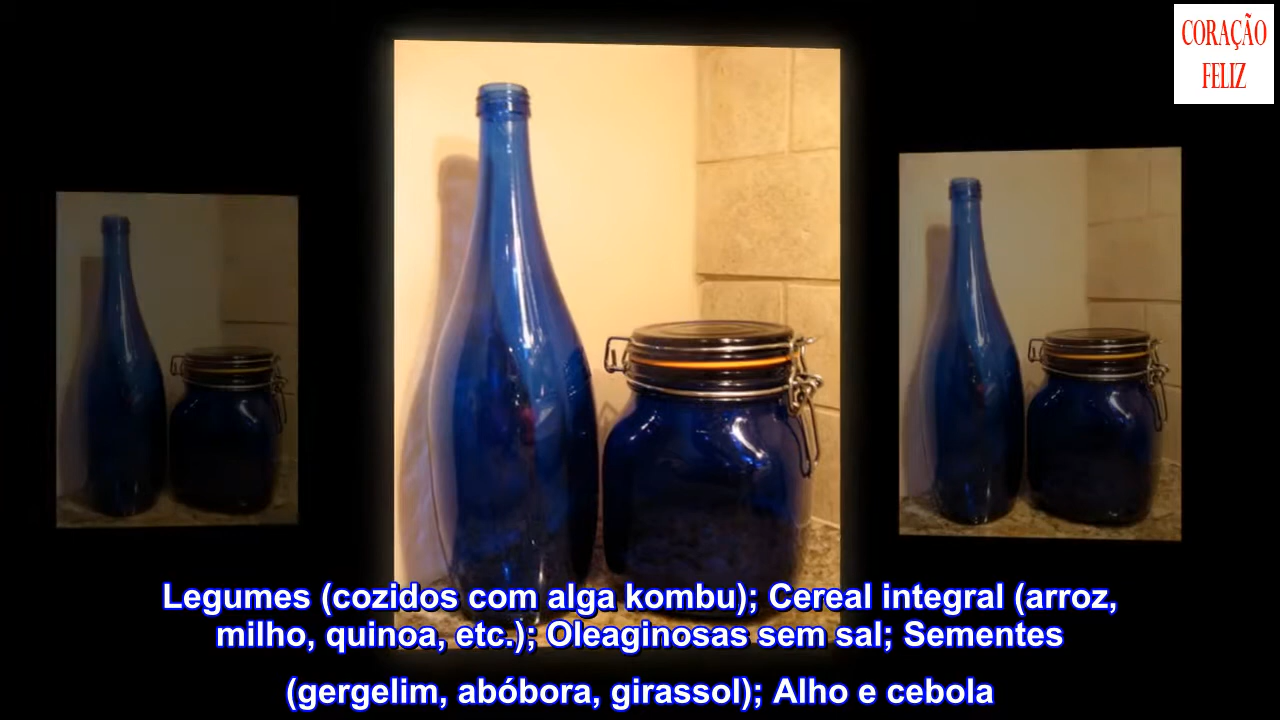 CORAÇÃO
FELIZ
Legumes (cozidos com alga kombu); Cereal integral (arroz,
milho, quinoa, etc.); Oleaginosas sem sal; Sementes
(gergelim, abóbora, girassol); Alho e cebola